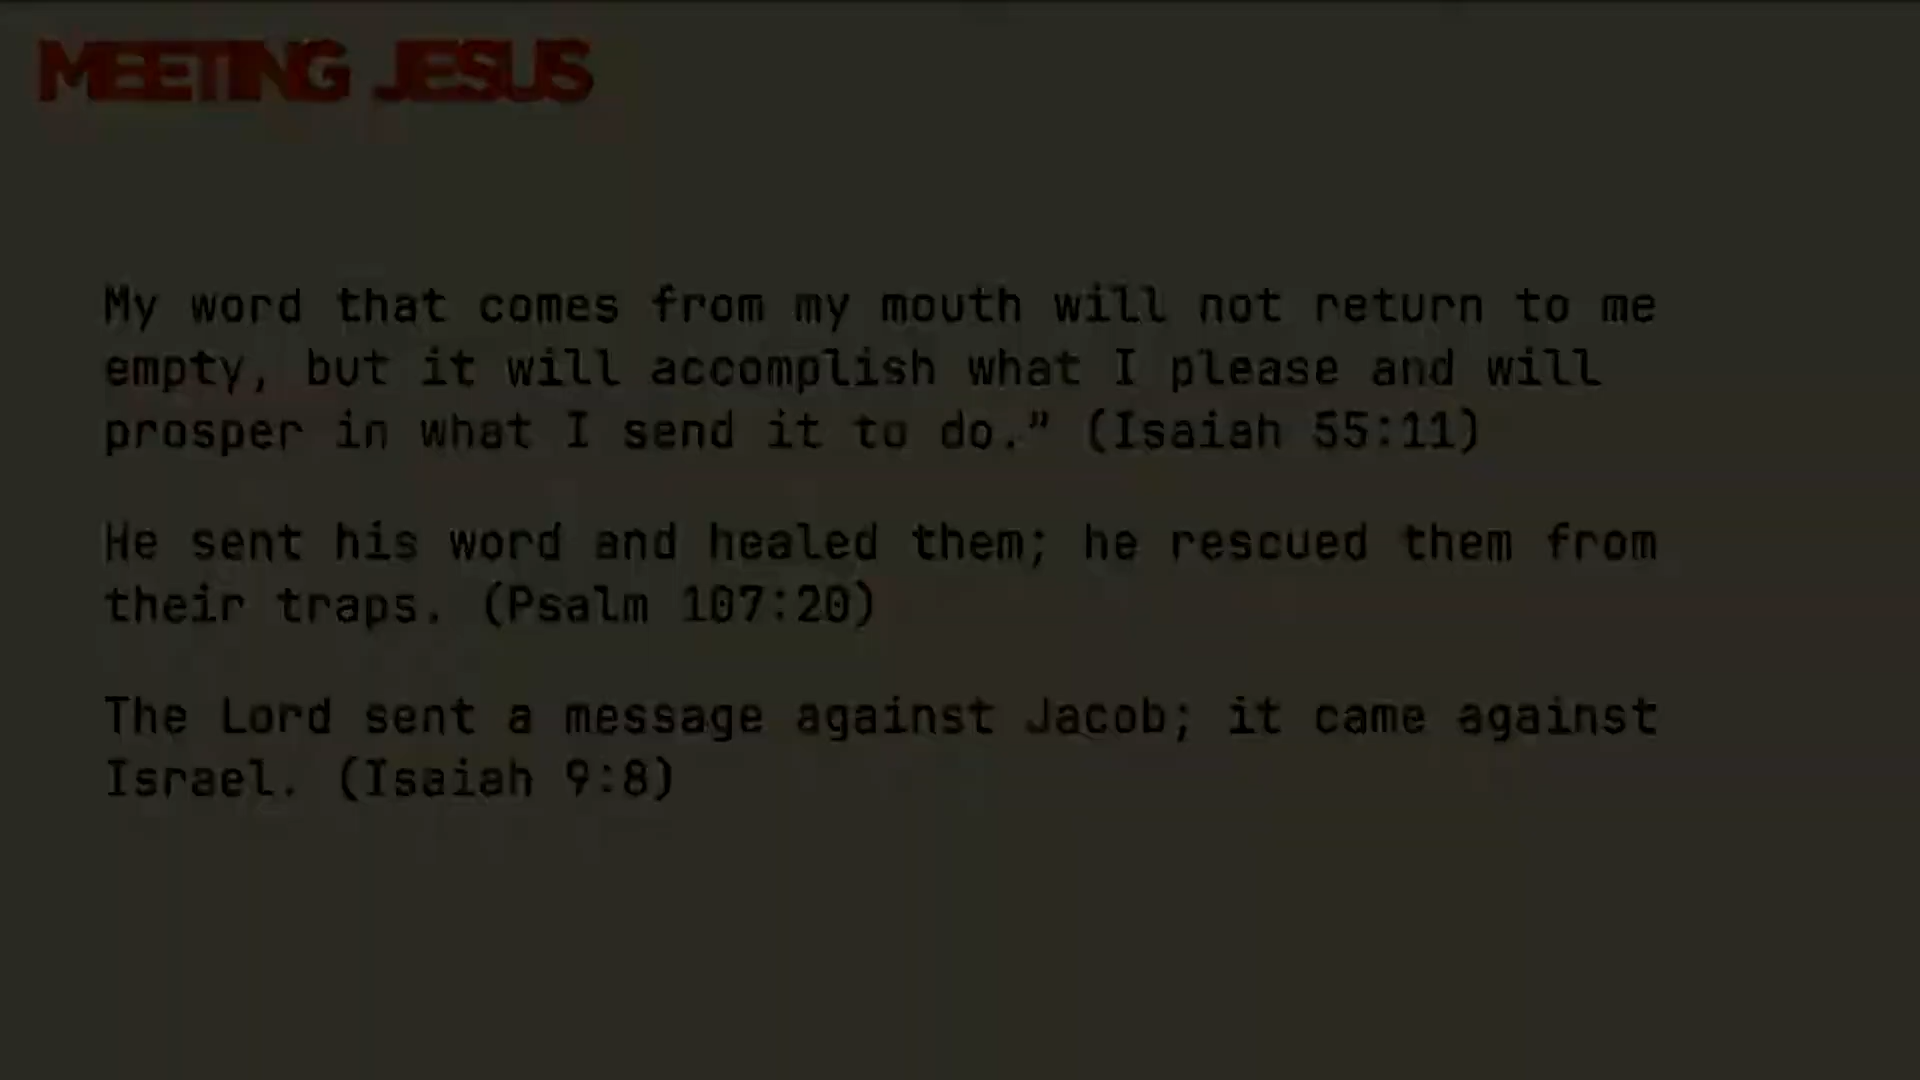 MEETING JESUS
My word that comes from my mouth will not return to me
empty, but it will accomplish what I please and will
prosper in what I send it to do.” (Isaiah 55:11)
He sent his word and healed them; he rescued them from
their traps. (Psalm 107:20)
The Lord sent a message against Jacob; it came against
Israel. (Isaiah 9:8)